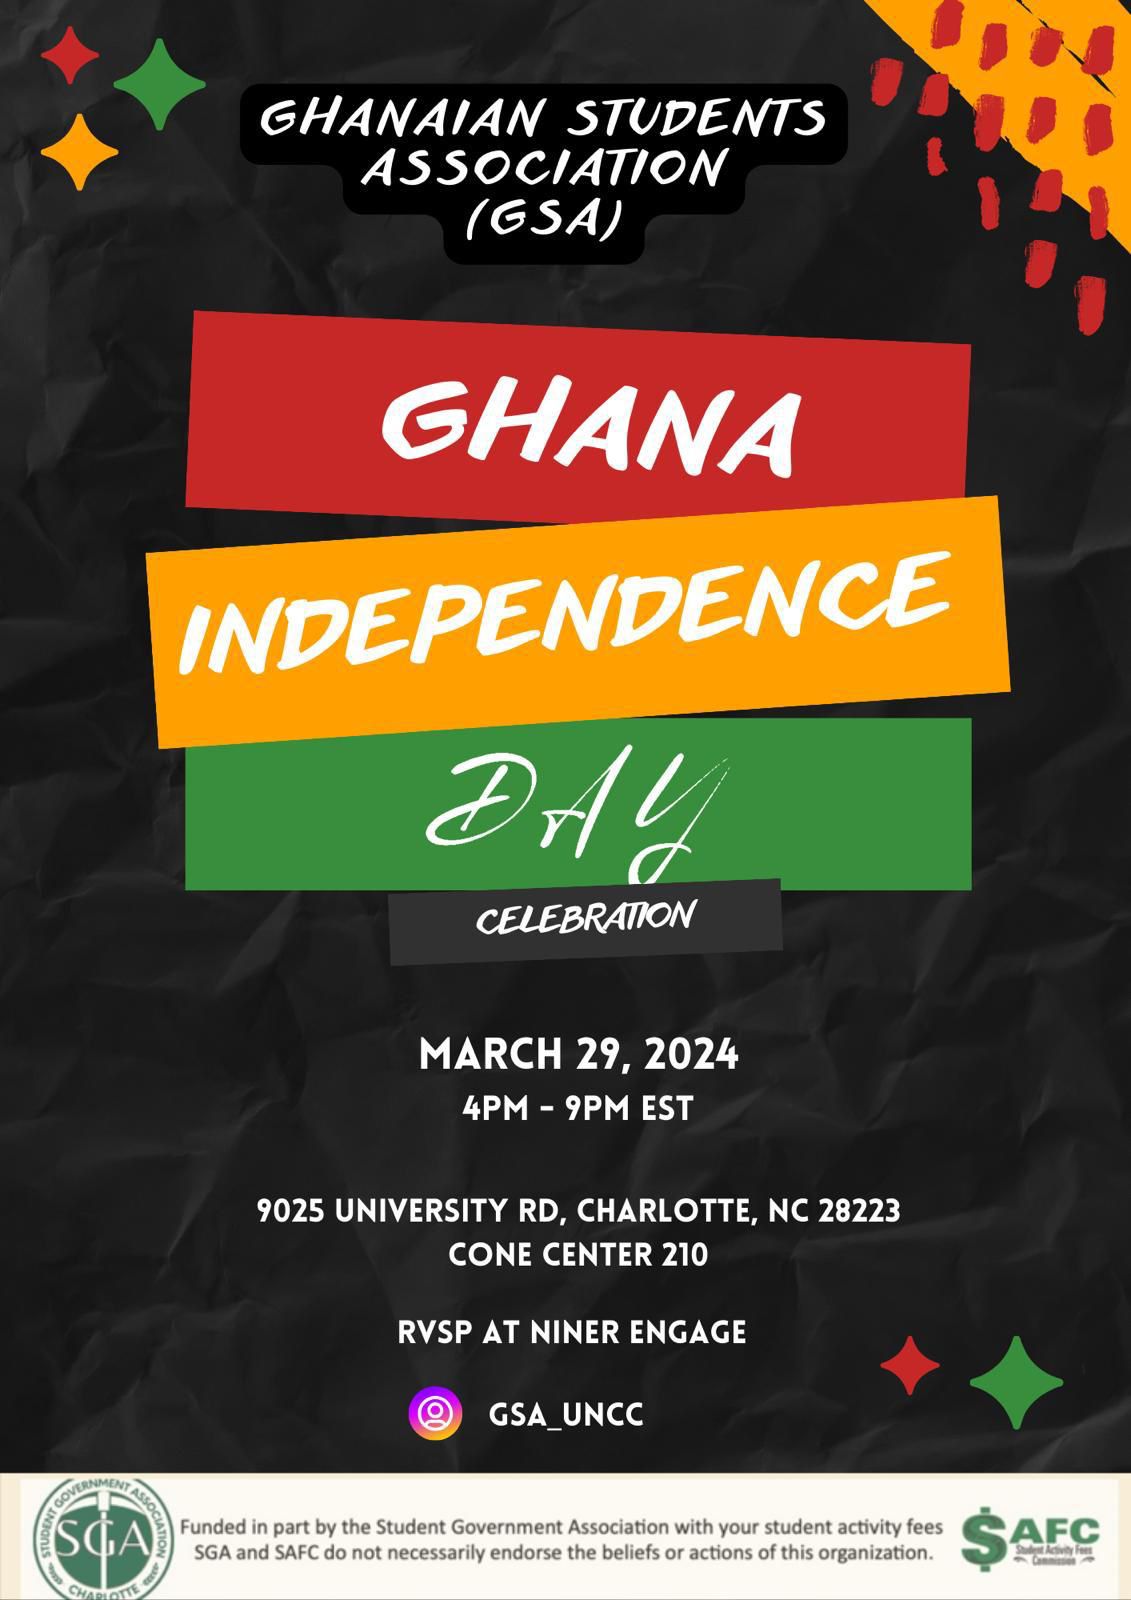 GHANAIAN STUDENTS
ASSOCIATION
(GSA)
GHANA
INDEPENDENCE
DAY
CELEBRATION
MARCH 29, 2024
4PM - 9PM EST
9025 UNIVERSITY RD, CHARLOTTE, NC 28223
CONE CENTER 210
RVSP AT NINER ENGAGE
GSA_UNCC
STUDENT GOVERNMENT ASSOCIATION
SGA
CHARLOTTE
Funded in part by the Student Government Association with your student activity fees
SGA and SAFC do not necessarily endorse the beliefs or actions of this organization.
$AFC
Student Activity Fees
Commission